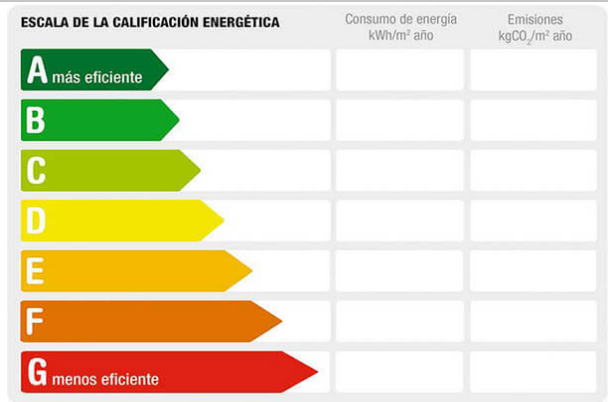 ESCALA DE LA CALIFICACIÓN ENERGÉTICA
Consumo de energía
kWh/m² año
Emisiones
kgCO₂/m² año
A más eficiente
B
C
D
E
F
G menos eficiente